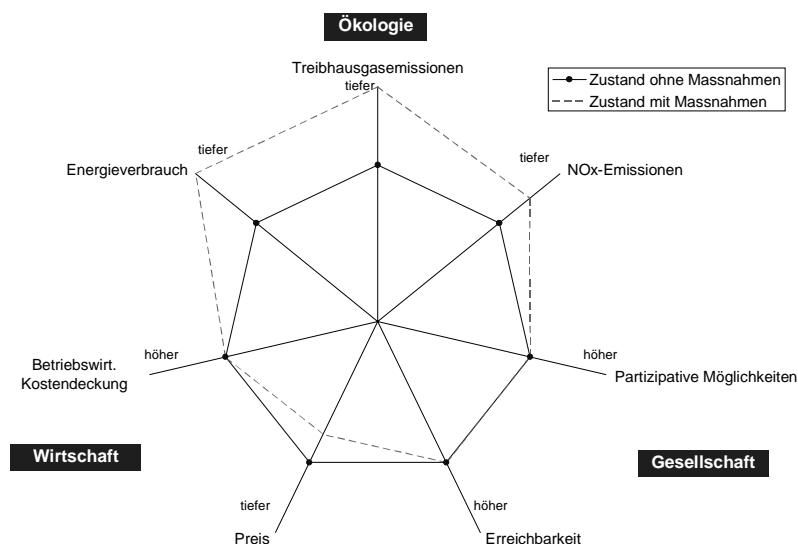 Ökologie
Treibhausgasemissionen
tiefer
Zustand ohne Massnahmen
Zustand mit Massnahmen
tiefer
Energieverbrauch
tiefer
NOx-Emissionen
höher
Betriebswirt.
Kostendeckung
höher
Partizipative Möglichkeiten
Wirtschaft
Gesellschaft
tiefer
Preis
höher
Erreichbarkeit